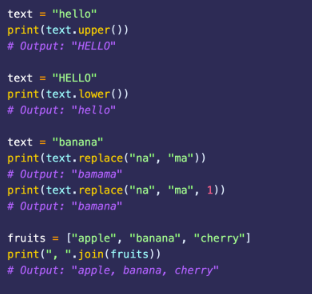 text = "hello"
print(text.upper())
# Output: "HELLO"
text = "HELLO"
print(text.lower())
# Output: "hello"
text = "banana"
print(text.replace("na", "ma"))
# Output: "bamama"
print(text.replace("na", "ma", 1))
# Output: "bamana"
fruits = ["apple", "banana", "cherry"]
print(", ".join(fruits))
# Output: "apple, banana, cherry"